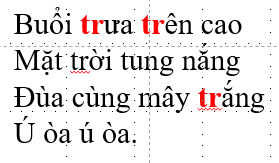 Buổi trưa trên cao
Mặt trời tung nắng
Đùa cùng mây trắng
Ú òa ú òa.